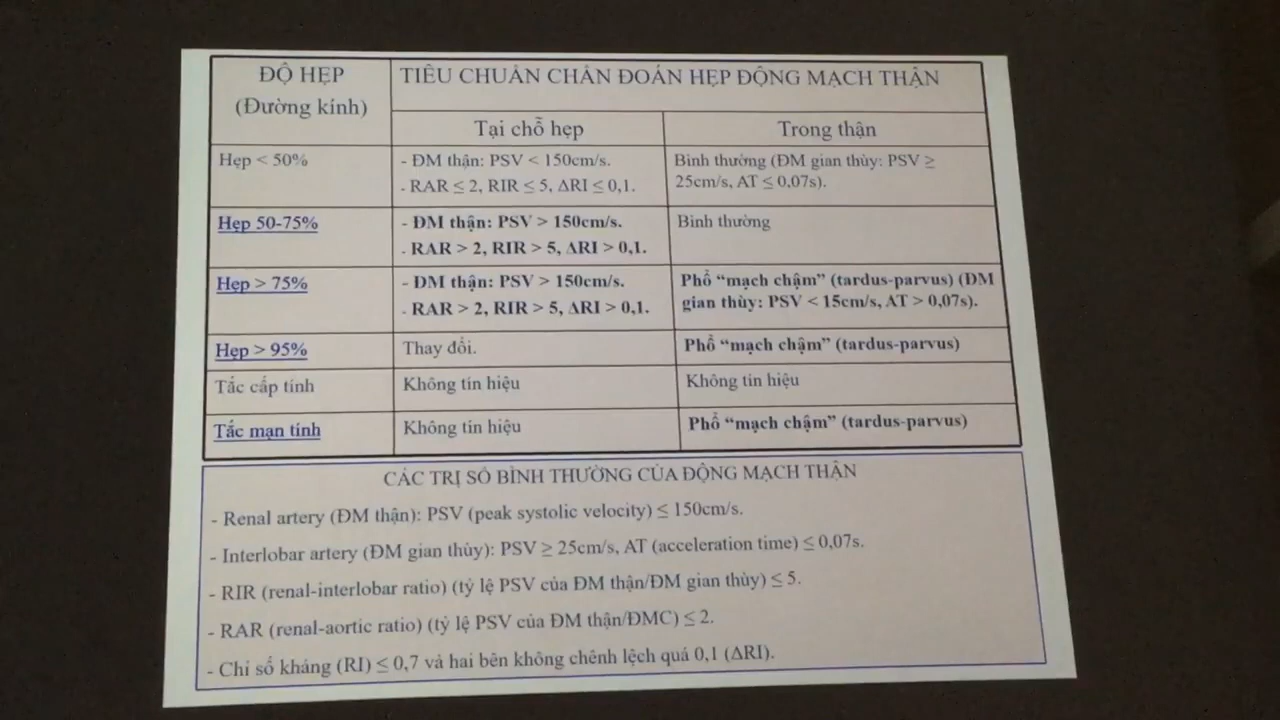 ĐỘ HẸP
(Đường kính)
TIÊU CHUẨN CHẨN ĐOÁN HẸP ĐỘNG MẠCH THẬN
Tại chỗ hẹp
Trong thận
Hẹp < 50%
- ĐM thận: PSV < 150cm/s.
- RAR ≤ 2, RIR ≤ 5, ΔRI ≤ 0,1.
Bình thường (ĐM gian thùy: PSV ≥
25cm/s, AT ≤ 0,07s).
Hẹp 50-75%
- ĐM thận: PSV > 150cm/s.
- RAR > 2, RIR > 5, ΔRI > 0,1.
Bình thường
Hẹp > 75%
- ĐM thận: PSV > 150cm/s.
- RAR > 2, RIR > 5, ΔRI > 0,1.
Phổ “mạch chậm” (tardus-parvus) (ĐM
gian thùy: PSV < 15cm/s, AT > 0,07s).
Hẹp > 95%
Thay đổi.
Phổ “mạch chậm” (tardus-parvus)
Tắc cấp tính
Không tín hiệu
Không tín hiệu
Tắc mạn tính
Không tín hiệu
Phổ “mạch chậm” (tardus-parvus)
CÁC TRỊ SỐ BÌNH THƯỜNG CỦA ĐỘNG MẠCH THẬN
- Renal artery (ĐM thận): PSV (peak systolic velocity) ≤ 150cm/s.
- Interlobar artery (ĐM gian thùy): PSV ≥ 25cm/s, AT (acceleration time) ≤ 0,07s.
- RIR (renal-interlobar ratio) (tỷ lệ PSV của ĐM thận/ĐM gian thùy) ≤ 5.
- RAR (renal-aortic ratio) (tỷ lệ PSV của ĐM thận/ĐMC) ≤ 2.
- Chỉ số kháng (RI) ≤ 0,7 và hai bên không chênh lệch quá 0,1 (ΔRI).